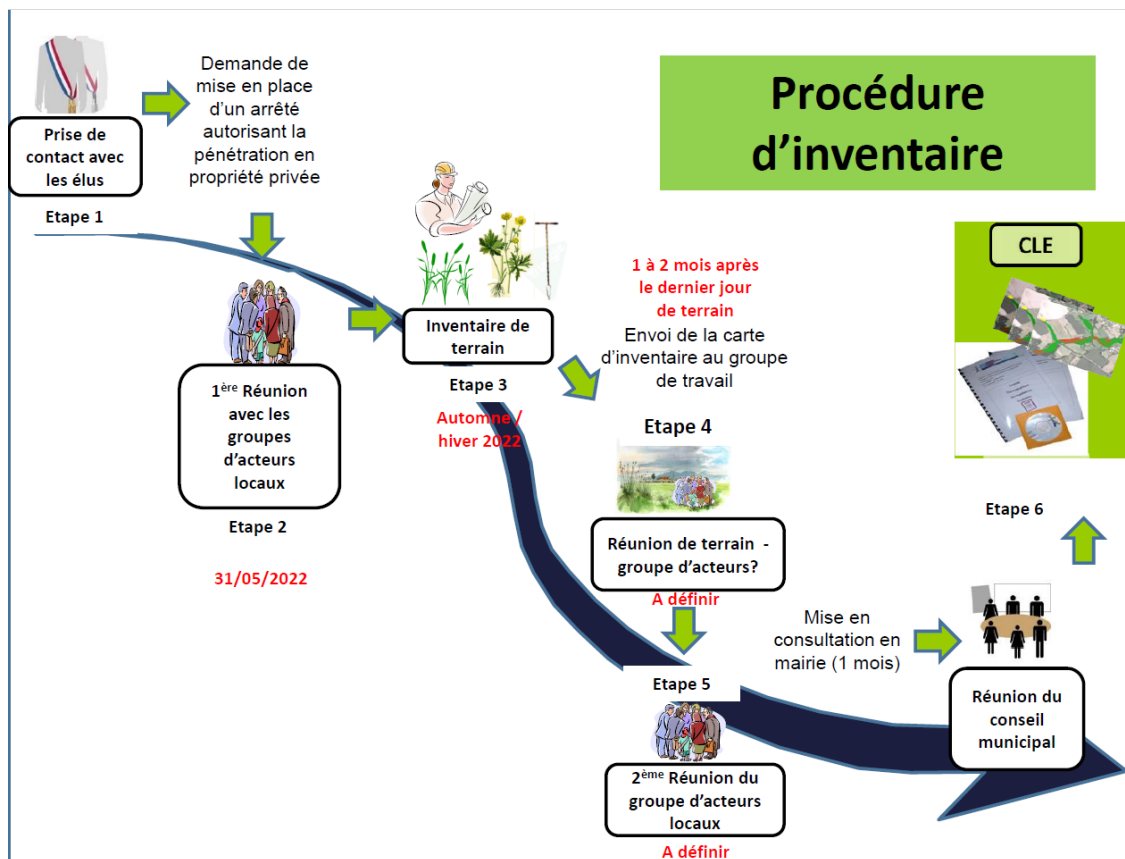 Procédure
d'inventaire
Prise de
contact avec
les élus
Etape 1
Demande de
mise en place
d'un arrêté
autorisant la
pénétration en
propriété privée
1ère Réunion
avec les
groupes
d'acteurs
locaux
Etape 2
31/05/2022
Inventaire de
terrain
Etape 3
Automne /
hiver 2022
1 à 2 mois après
le dernier jour
de terrain
Envoi de la carte
d'inventaire au groupe
de travail
Etape 4
Réunion de terrain -
groupe d'acteurs?
A définir
Etape 5
2ème Réunion du
groupe d'acteurs
locaux
A définir
Mise en
consultation en
mairie (1 mois)
Réunion du
conseil
municipal
Etape 6
CLE